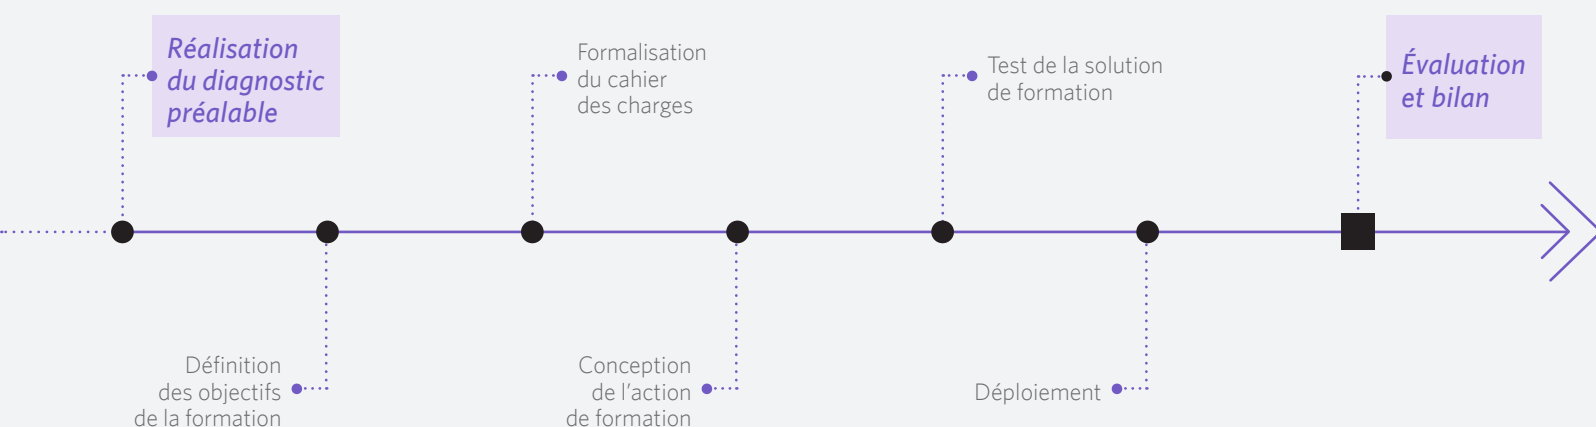 Réalisation
du diagnostic
préalable
Définition
des objectifs
de la formation
Formalisation
du cahier
des charges
Conception
de l'action
de formation
Test de la solution
de formation
Déploiement
Évaluation
et bilan